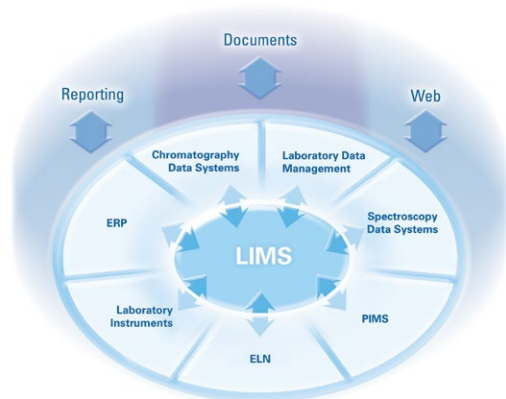 Documents
Reporting
Web
Chromatography
Data Systems
Laboratory Data
Management
ERP
Spectroscopy
Data Systems
LIMS
Laboratory
Instruments
PIMS
ELN